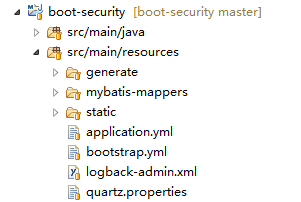 boot-security [boot-security master]
src/main/java
src/main/resources
generate
mybatis-mappers
static
application.yml
bootstrap.yml
logback-admin.xml
quartz.properties